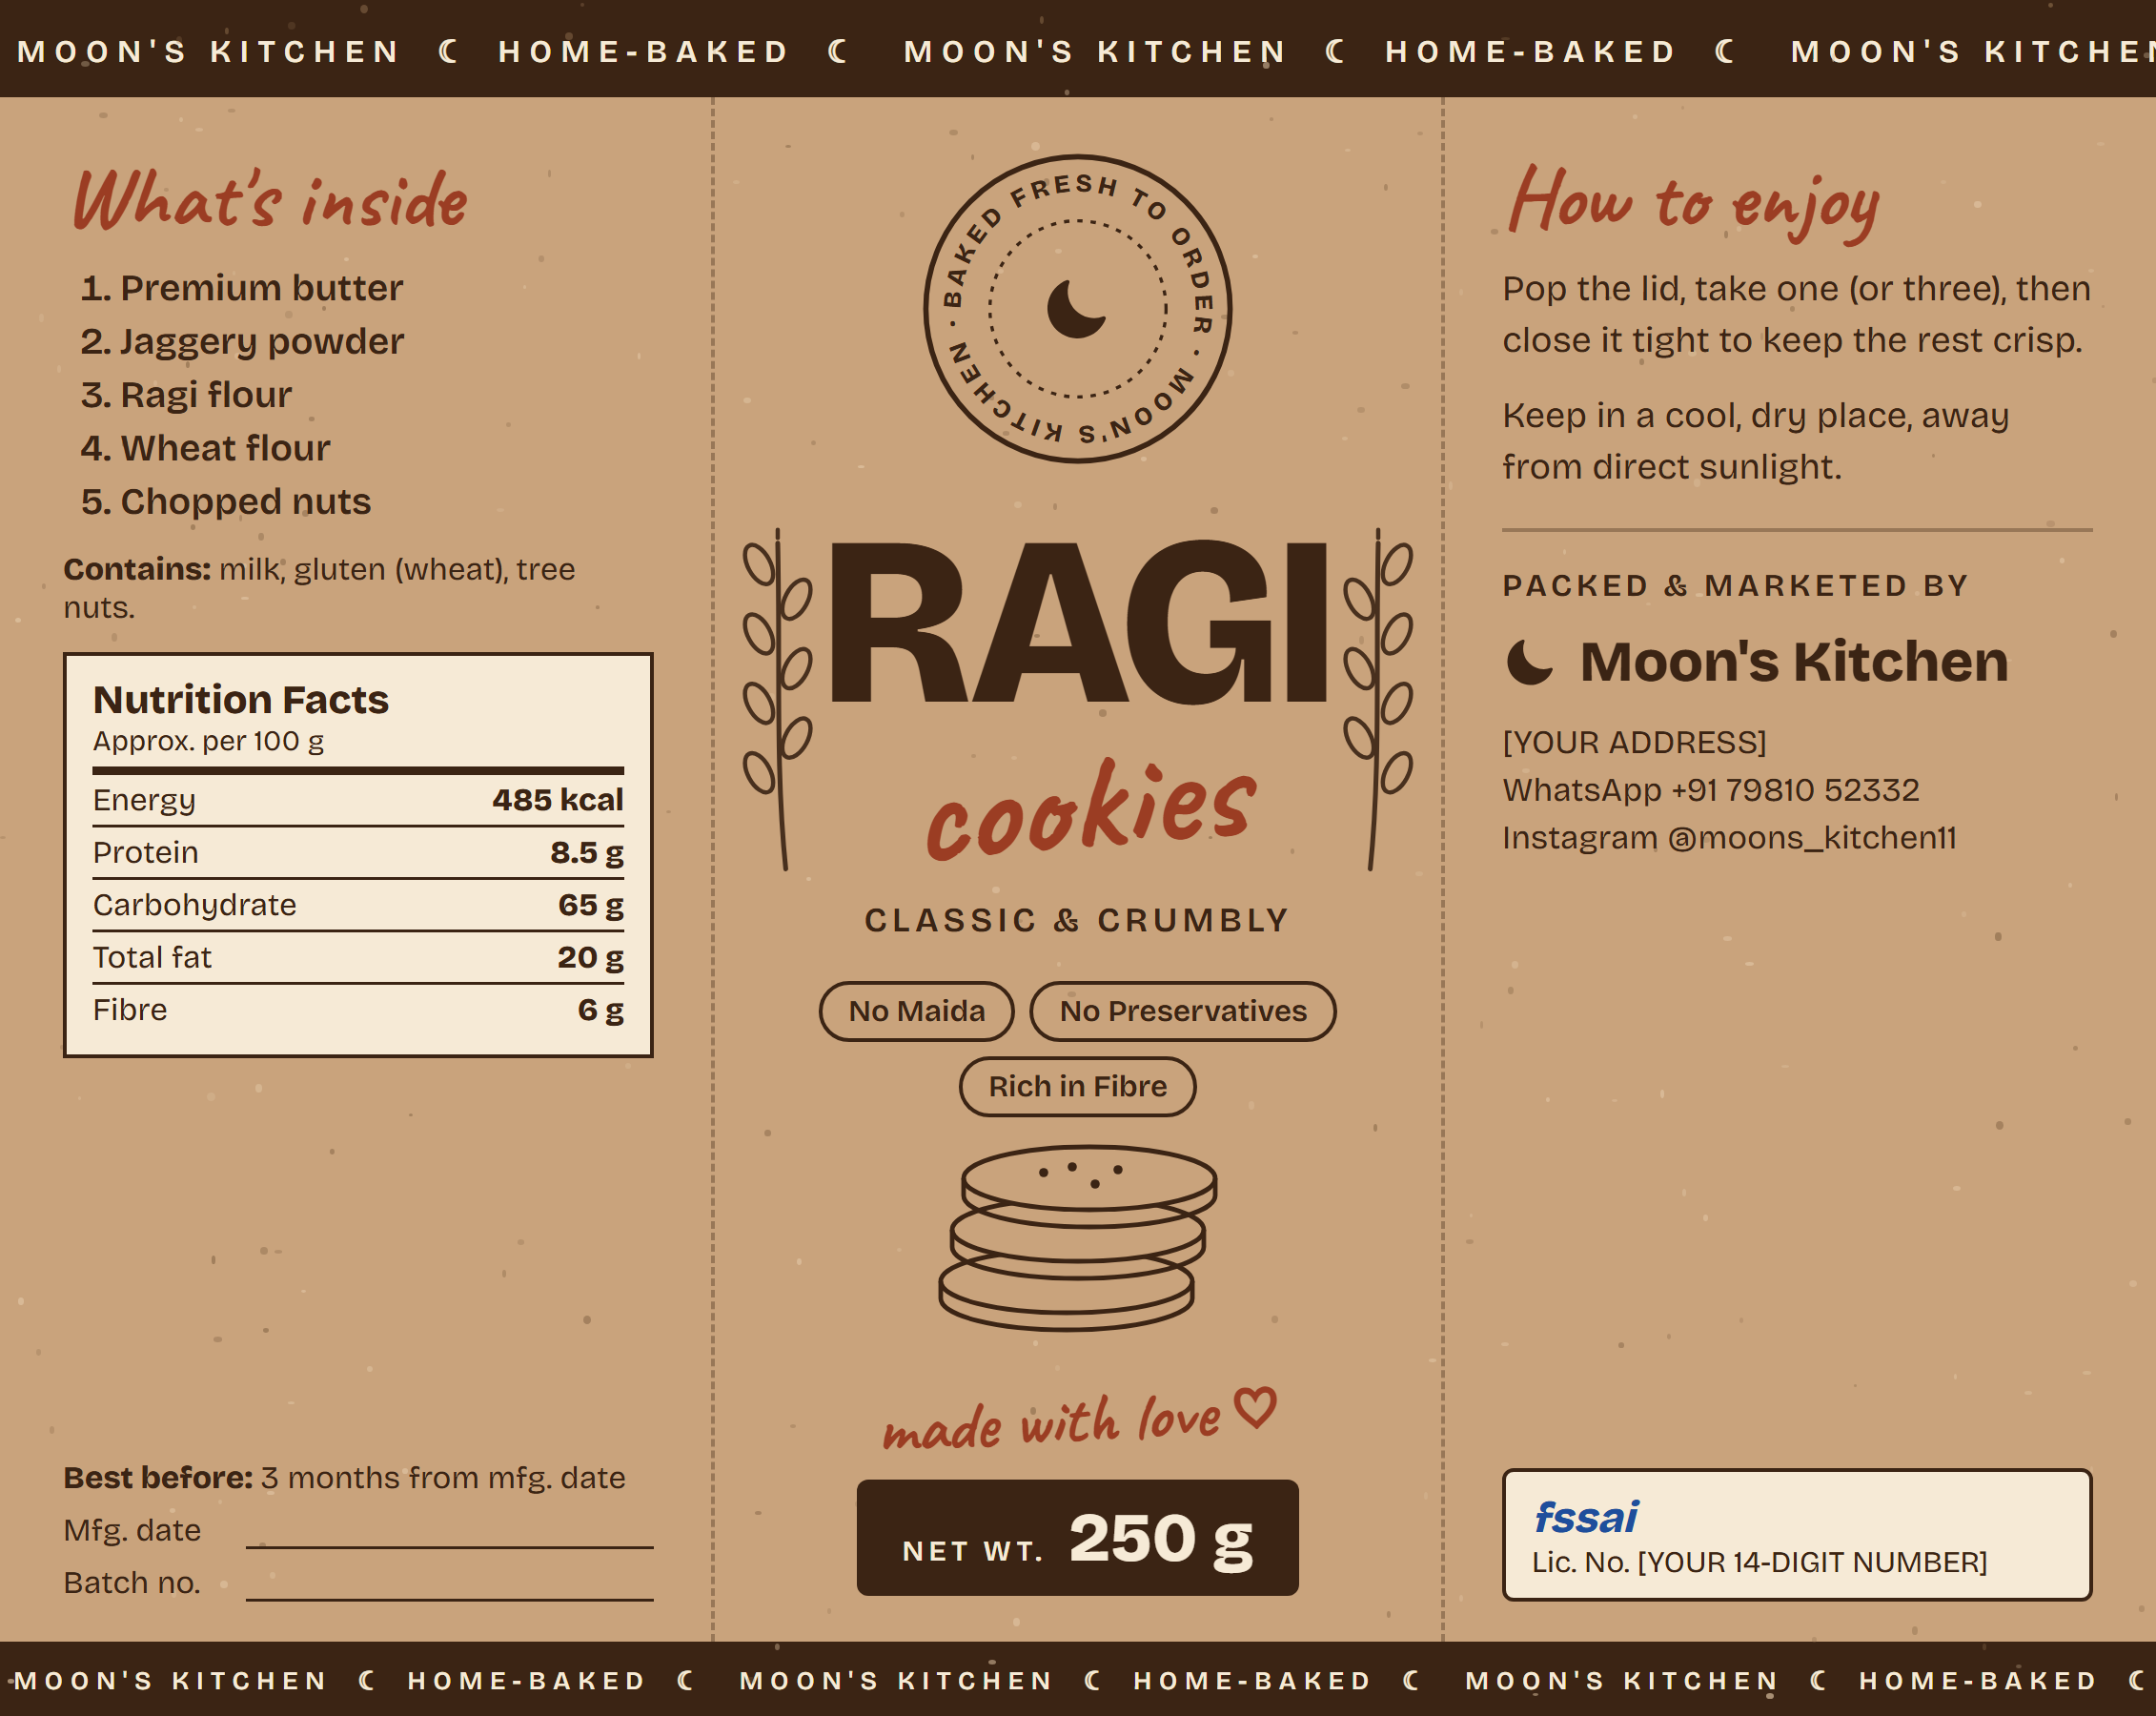 MOON'S KITCHEN ☾ HOME-BAKED ☾ MOON'S KITCHEN ☾ HOME-BAKED ☾ MOON'S KITCHEN
What's inside
1. Premium butter
2. Jaggery powder
3. Ragi flour
4. Wheat flour
5. Chopped nuts
Contains: milk, gluten (wheat), tree
nuts.
Nutrition Facts
Approx. per 100 g
Energy 485 kcal
Protein 8.5 g
Carbohydrate 65 g
Total fat 20 g
Fibre 6 g
Best before: 3 months from mfg. date
Mfg. date
Batch no.
BAKED FRESH TO ORDER · MOON'S KITCHEN ·
RAGI
cookies
CLASSIC & CRUMBLY
No Maida
No Preservatives
Rich in Fibre
made with love ♡
NET WT. 250 g
How to enjoy
Pop the lid, take one (or three), then
close it tight to keep the rest crisp.
Keep in a cool, dry place, away
from direct sunlight.
PACKED & MARKETED BY
Moon's Kitchen
[YOUR ADDRESS]
WhatsApp +91 79810 52332
Instagram @moons_kitchen11
fssai
Lic. No. [YOUR 14-DIGIT NUMBER]
MOON'S KITCHEN ☾ HOME-BAKED ☾ MOON'S KITCHEN ☾ HOME-BAKED ☾ MOON'S KITCHEN ☾ HOME-BAKED ☾